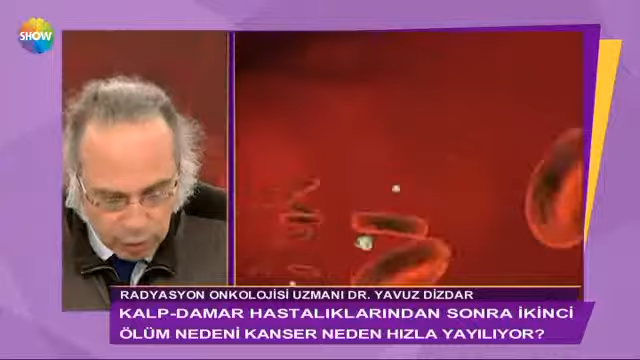 SHOW
RADYASYON ONKOLOJİSİ UZMANI DR. YAVUZ DİZDAR
KALP-DAMAR HASTALIKLARINDAN SONRA İKİNCİ
ÖLÜM NEDENİ KANSER NEDEN HIZLA YAYILIYOR?